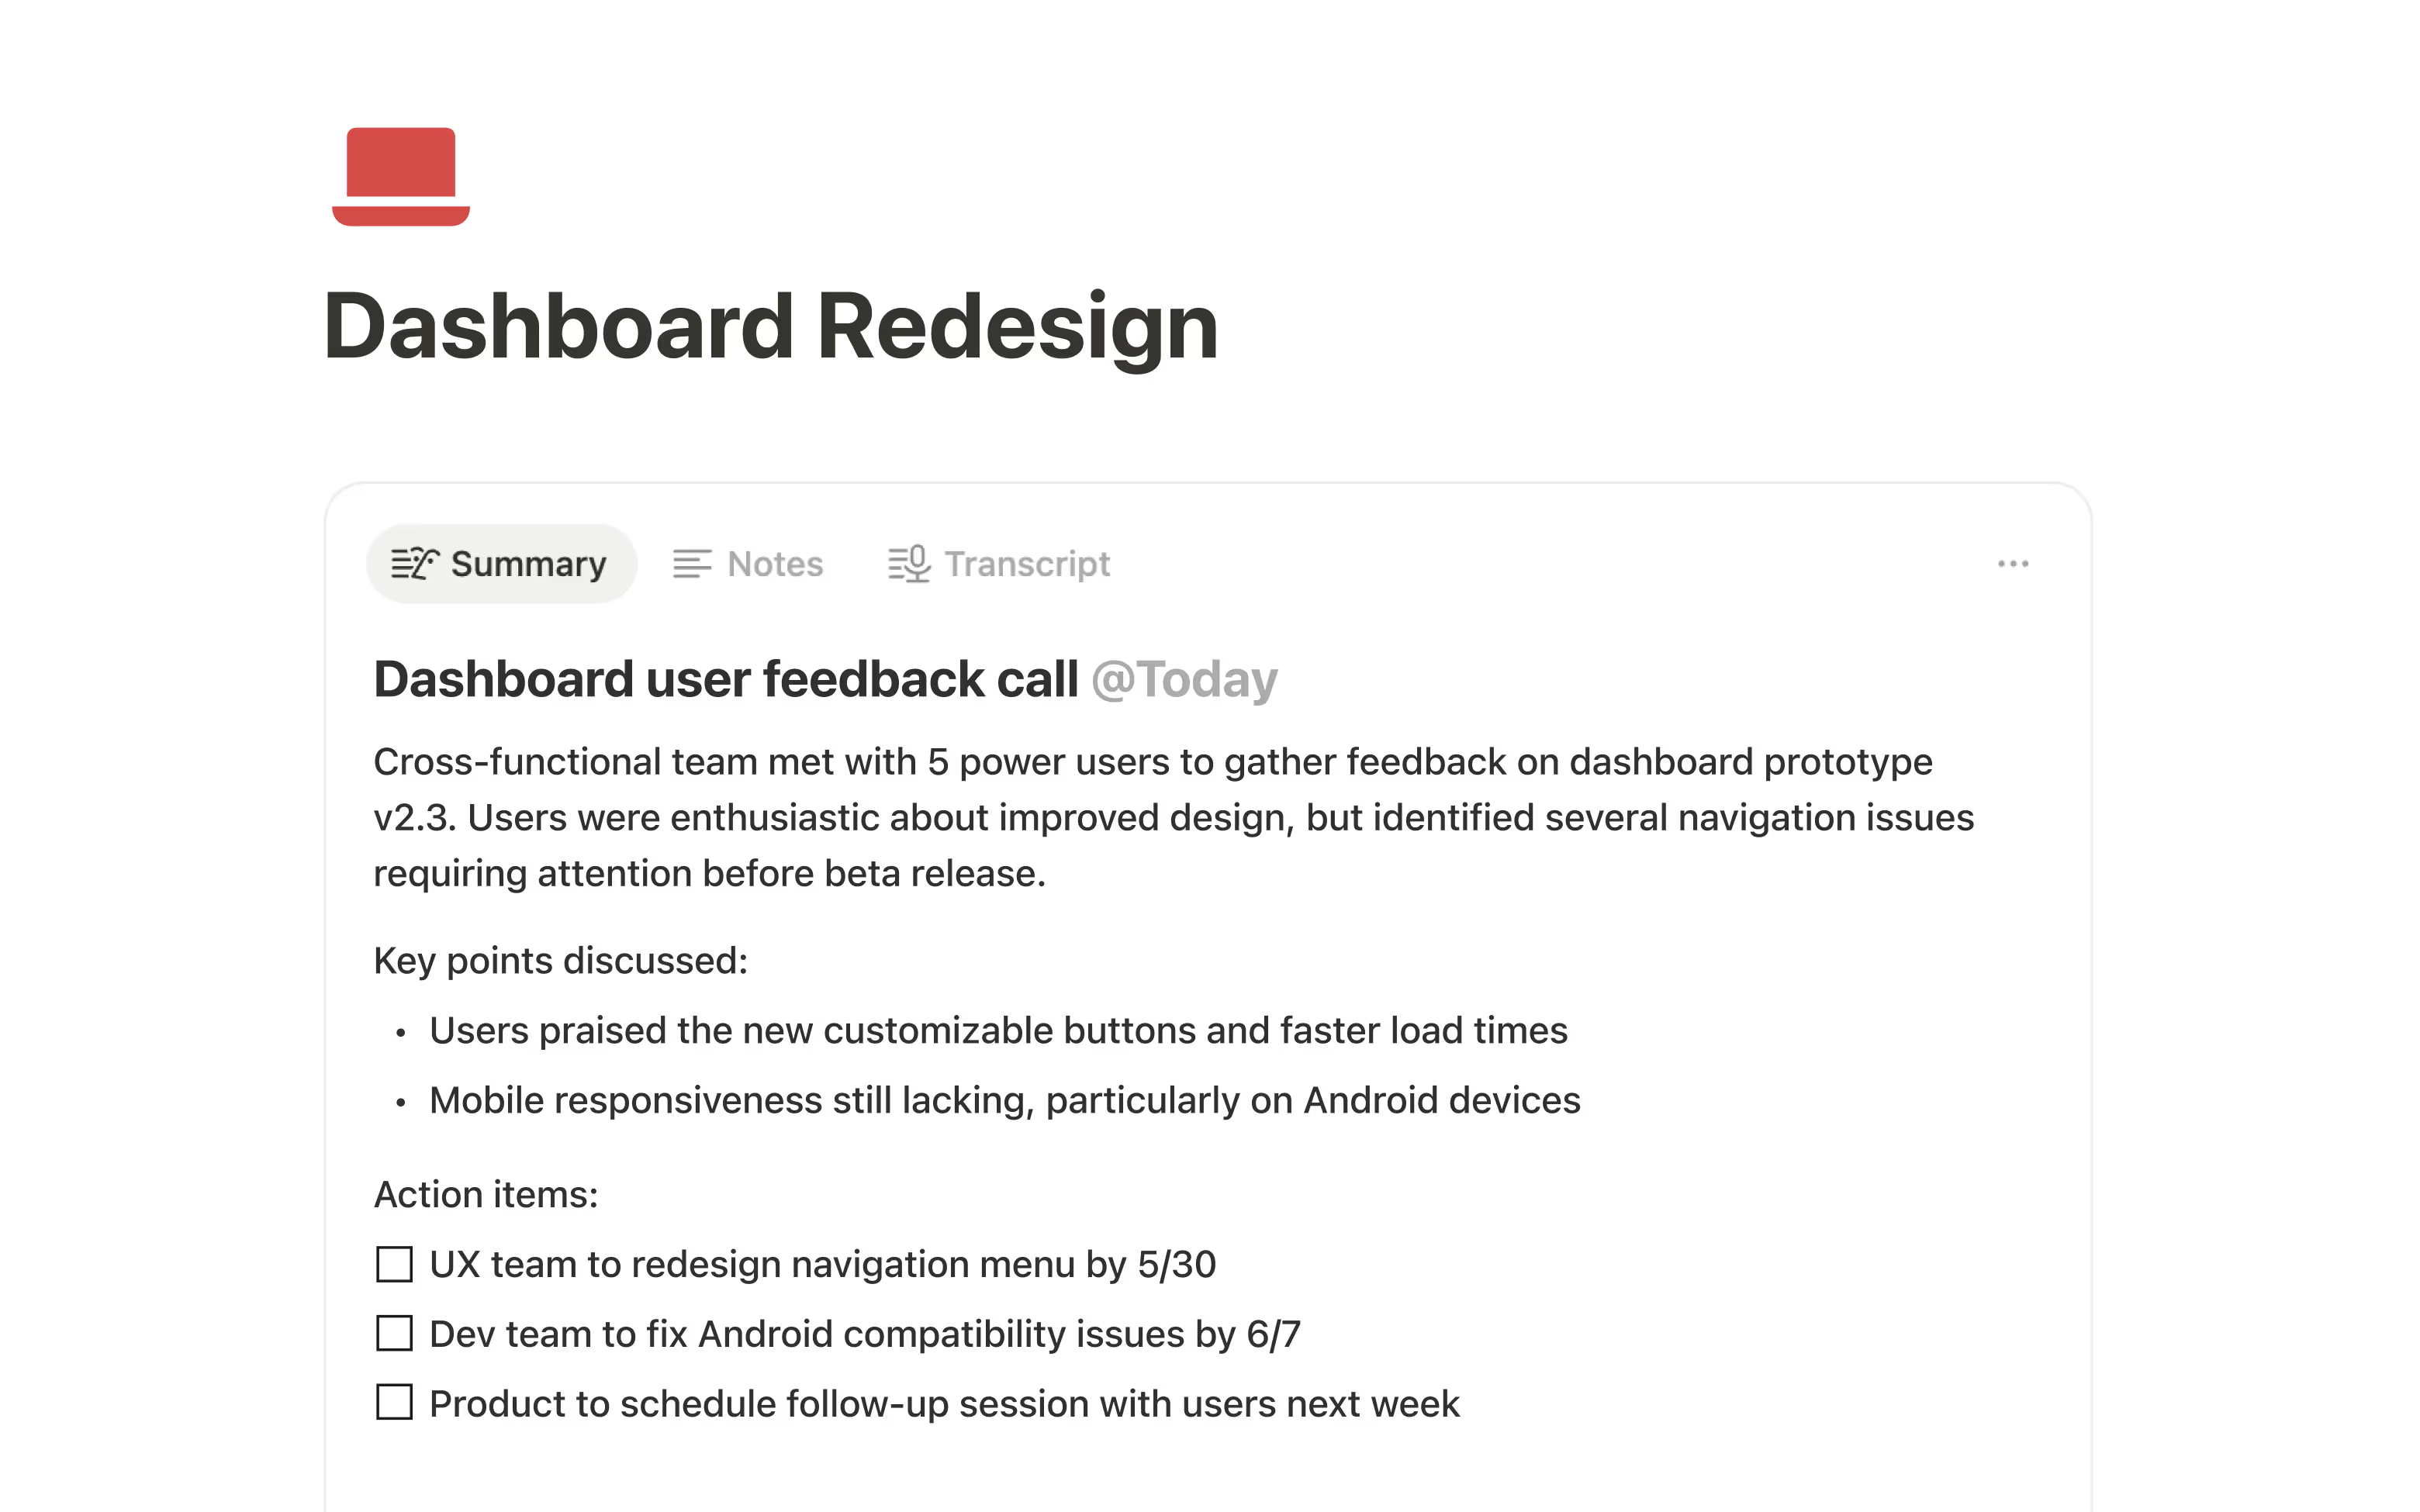 Dashboard Redesign
Summary
Notes
Transcript
Dashboard user feedback call @Today
Cross-functional team met with 5 power users to gather feedback on dashboard prototype
v2.3. Users were enthusiastic about improved design, but identified several navigation issues
requiring attention before beta release.
Key points discussed:
• Users praised the new customizable buttons and faster load times
• Mobile responsiveness still lacking, particularly on Android devices
Action items:
UX team to redesign navigation menu by 5/30
Dev team to fix Android compatibility issues by 6/7
Product to schedule follow-up session with users next week